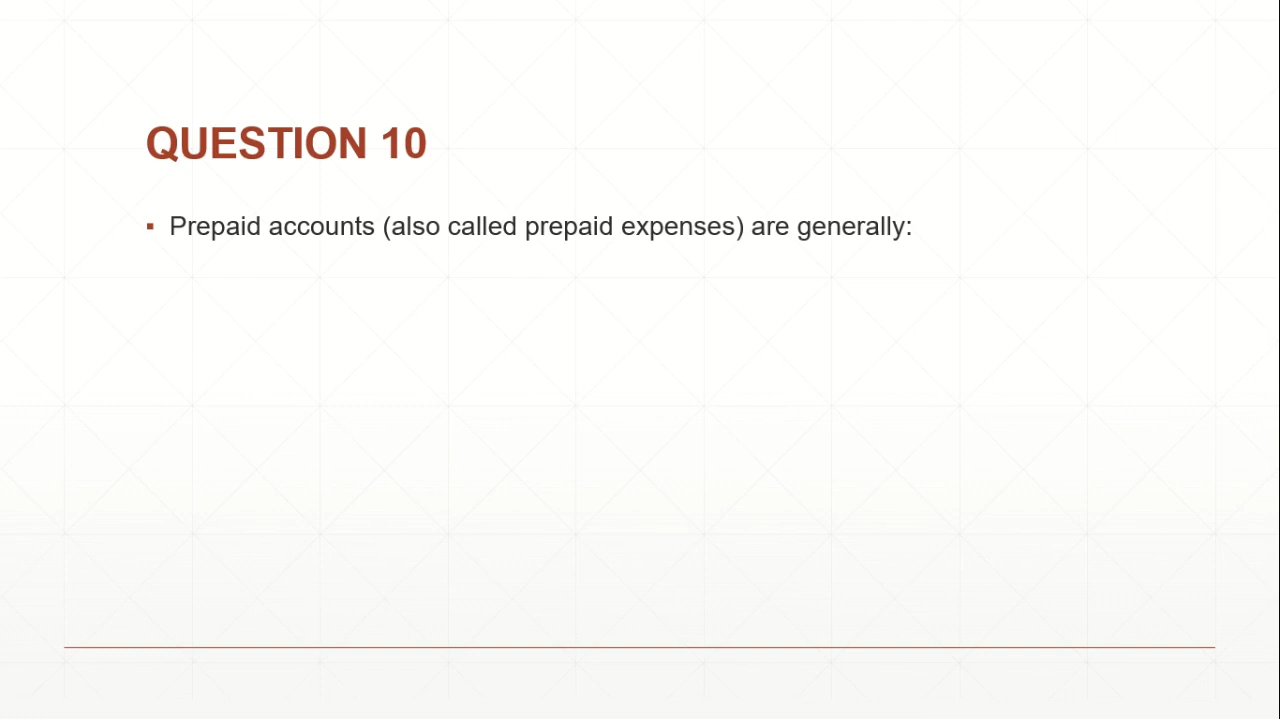 QUESTION 10
▪ Prepaid accounts (also called prepaid expenses) are generally: